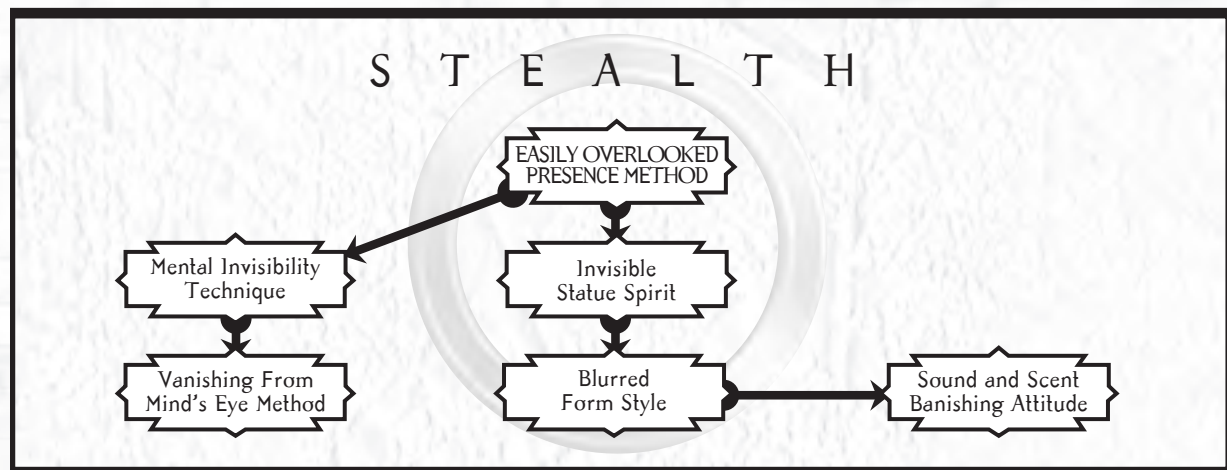 STEALTH
EASILY OVERLOOKED
PRESENCE METHOD
Mental Invisibility
Technique
Invisible
Statue Spirit
Vanishing From
Mind's Eye Method
Blurred
Form Style
Sound and Scent
Banishing Attitude